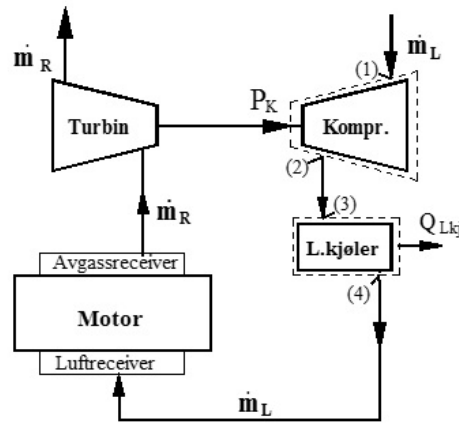 ṁ R
(1)
ṁ L
Turbin
P K
Kompr.
(2)
(3)
ṁ R
Q Lkj
L.kjøler
Avgassreceiver
(4)
Motor
Luftreceiver
ṁ L